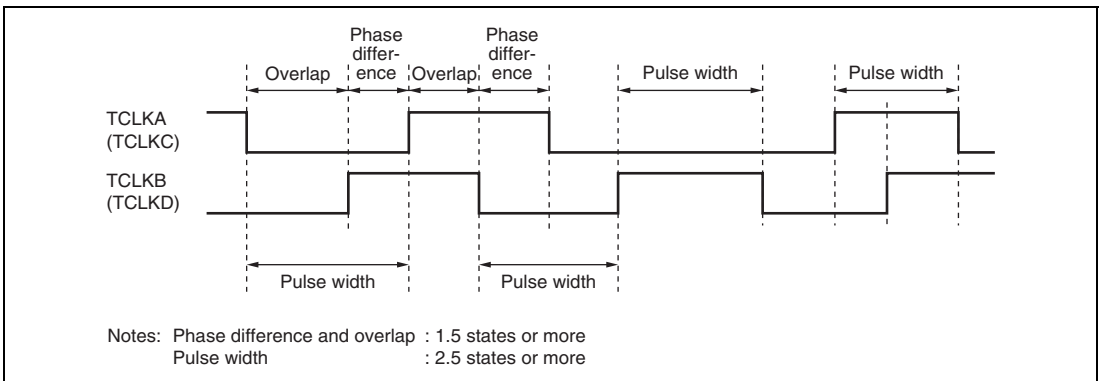 Phase
differ-
ence
Phase
differ-
ence
Overlap
Overlap
Pulse width
Pulse width
TCLKA
(TCLKC)
TCLKB
(TCLKD)
Pulse width
Pulse width
Notes: Phase difference and overlap : 1.5 states or more
Pulse width : 2.5 states or more